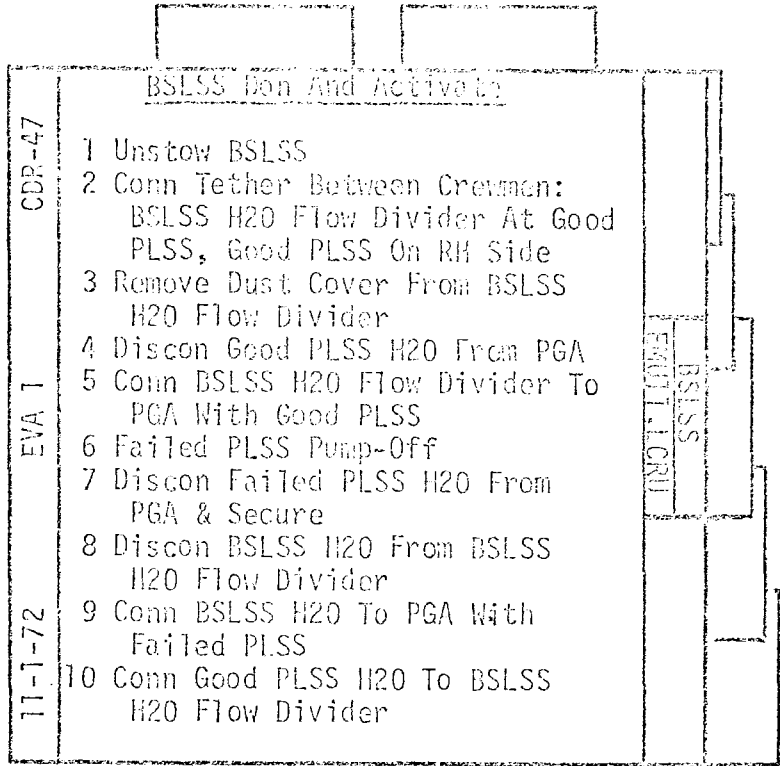 BSLSS Don And Activate
1 Unstow BSLSS
2 Conn Tether Between Crewmen:
BSLSS H2O Flow Divider At Good
PLSS, Good PLSS On RH Side
3 Remove Dust Cover From BSLSS
H2O Flow Divider
4 Discon Good PLSS H2O From PGA
5 Conn BSLSS H2O Flow Divider To
PGA With Good PLSS
6 Failed PLSS Pump-Off
7 Discon Failed PLSS H2O From
PGA & Secure
8 Discon BSLSS H2O From BSLSS
H2O Flow Divider
9 Conn BSLSS H2O To PGA With
Failed PLSS
10 Conn Good PLSS H2O To BSLSS
H2O Flow Divider
CDR-47
EVA 1
11-1-72
BSLSS
LCRU